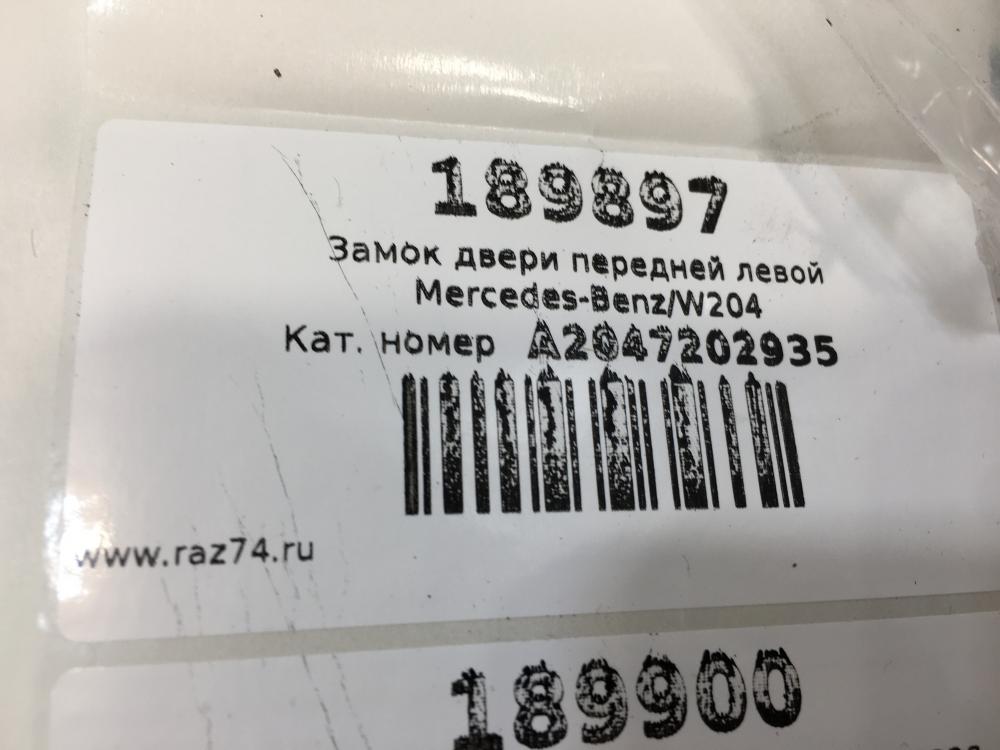 189897
Замок двери передней левой
Mercedes-Benz/W204
Кат. номер A2047202935
www.raz74.ru
189900